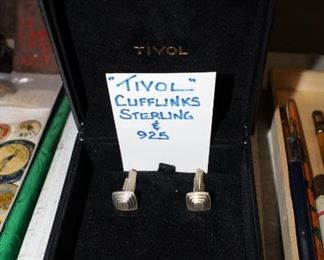 TIVOL
"TIVOL"
CUFFLINKS
STERLING
&
925